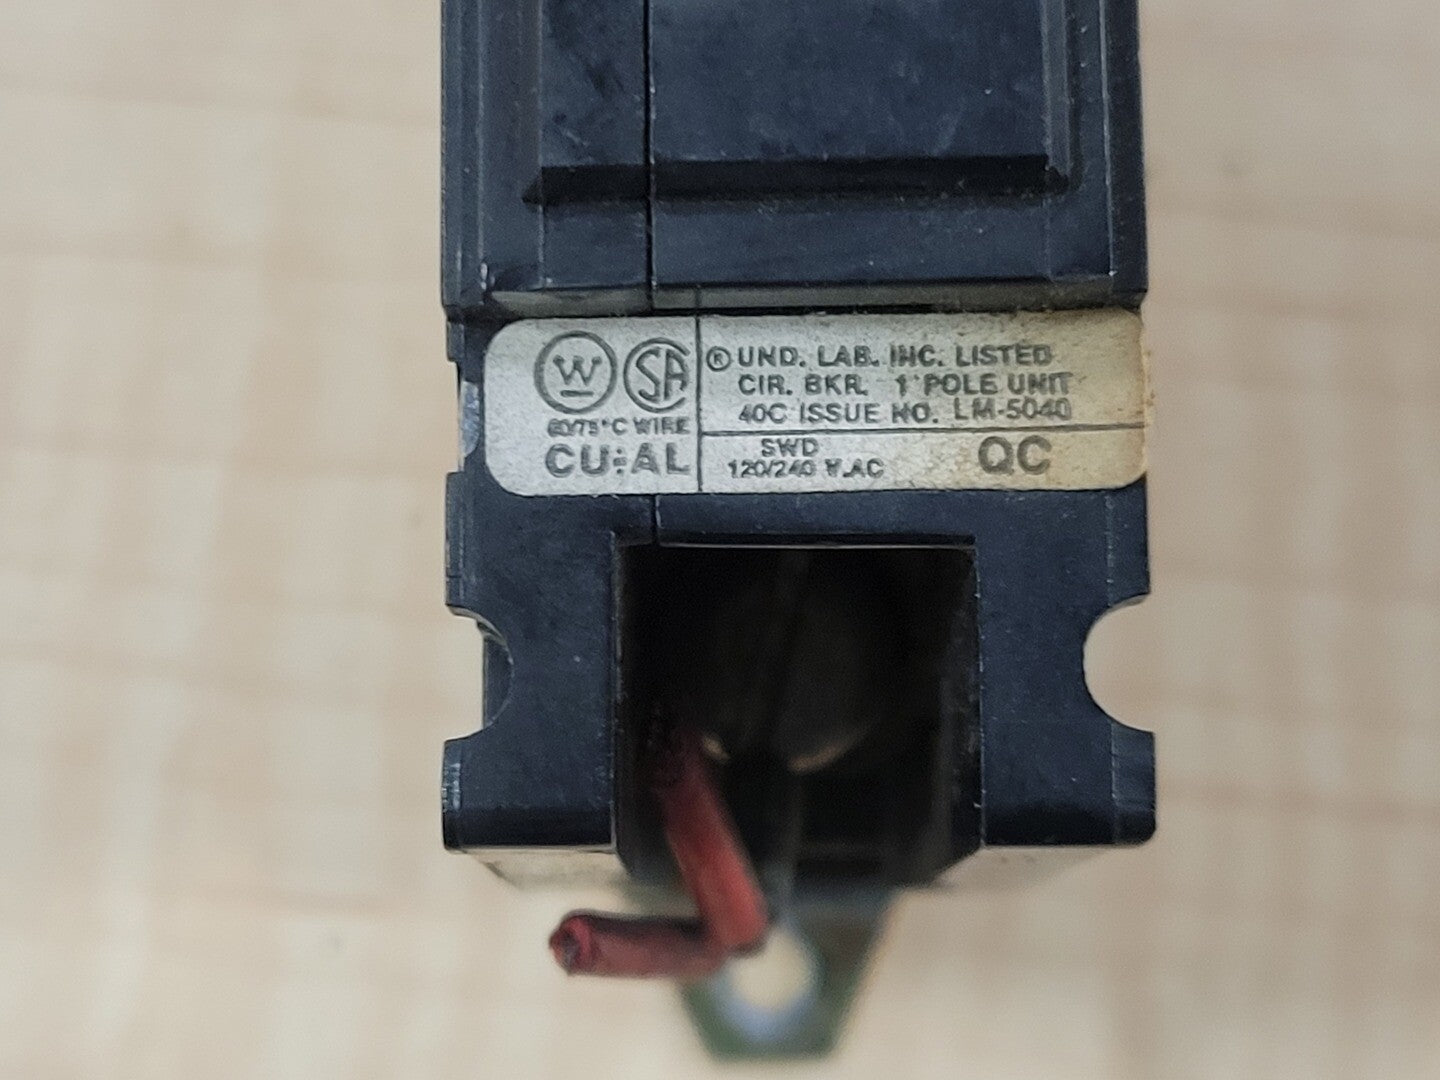 W SA
60/75°C WIRE
CU:AL
® UND. LAB. INC. LISTED
CIR. BKR. 1 POLE UNIT
40C ISSUE NO. LM-5040
SWD
120/240 V.AC
QC